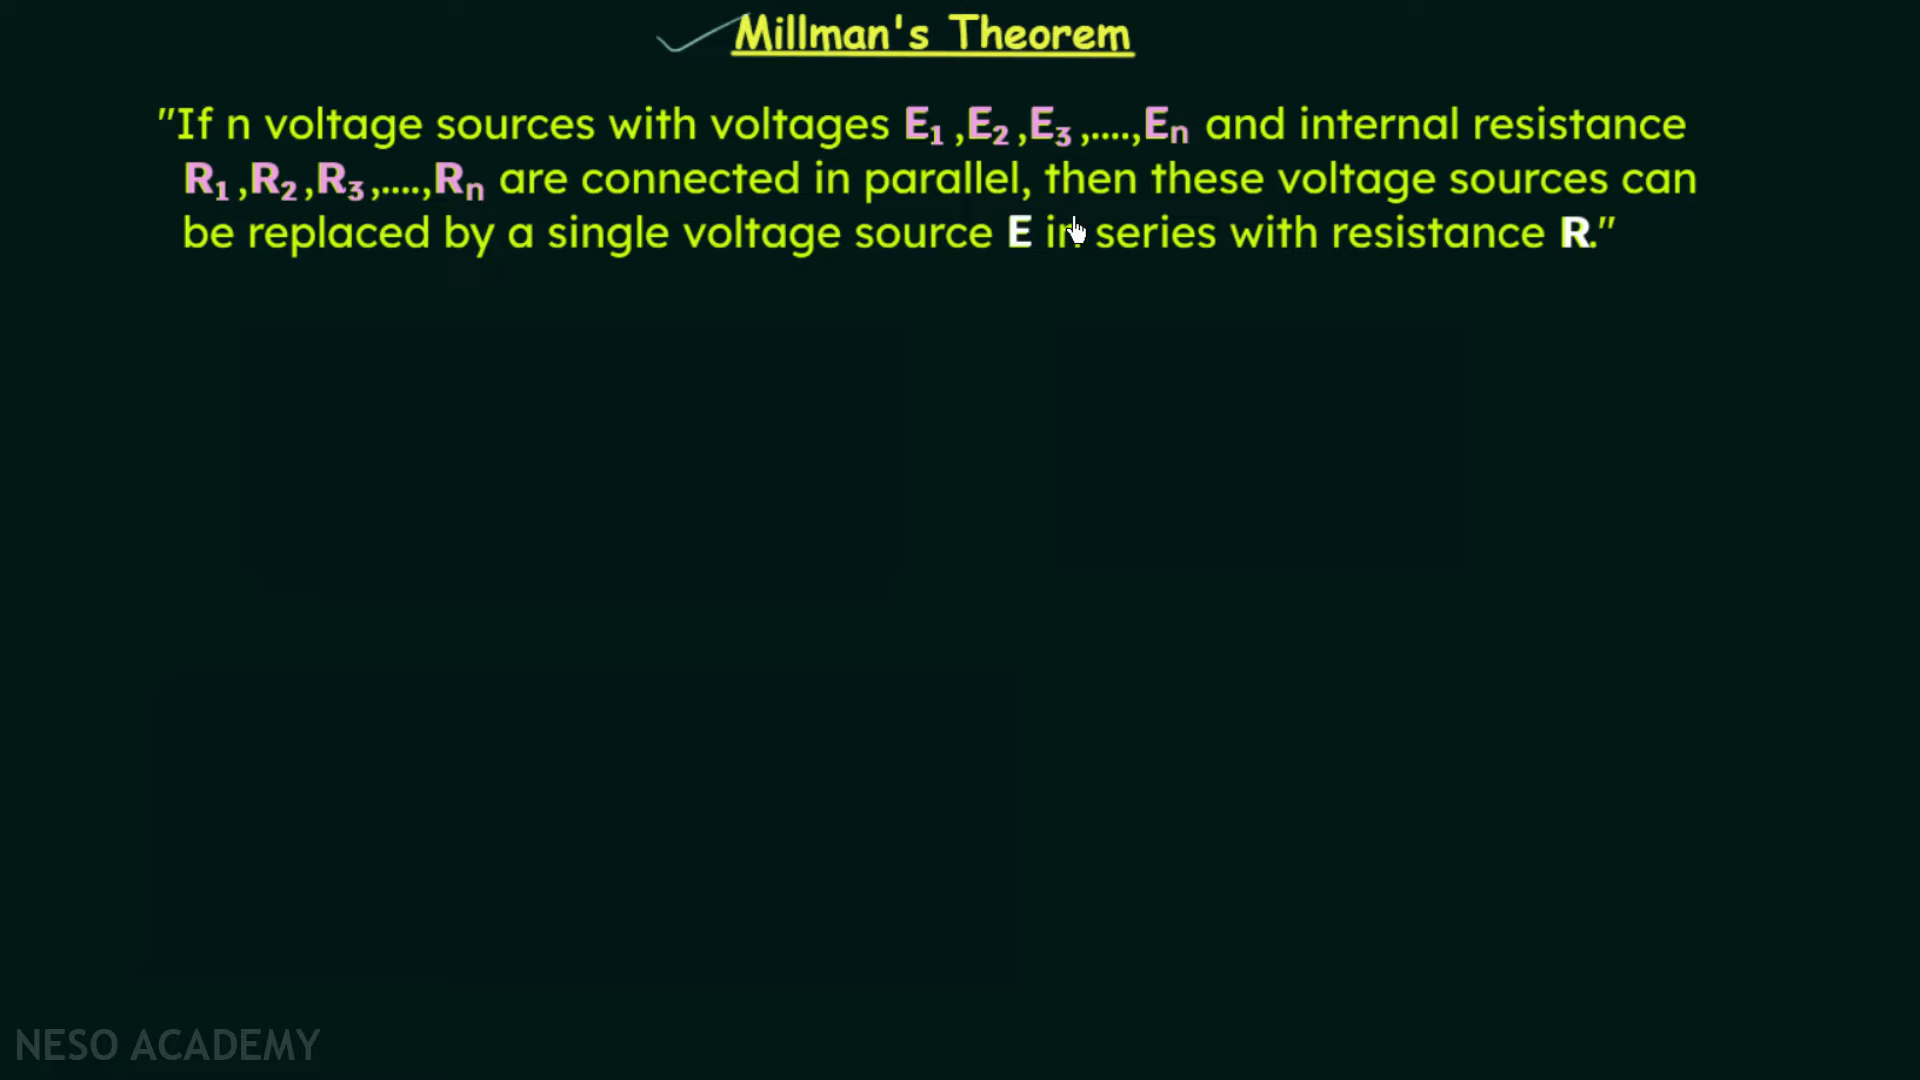 Millman's Theorem
"If n voltage sources with voltages E₁ ,E₂ ,E₃ ,....,Eₙ and internal resistance
R₁ ,R₂ ,R₃ ,....,Rₙ are connected in parallel, then these voltage sources can
be replaced by a single voltage source E in series with resistance R."
NESO ACADEMY